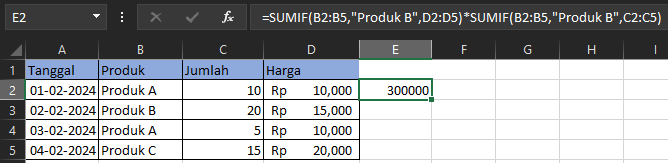 E2 fx =SUMIF(B2:B5,"Produk B",D2:D5)*SUMIF(B2:B5,"Produk B",C2:C5)
A B C D E F G H I
1 Tanggal Produk Jumlah Harga
2 01-02-2024 Produk A 10 Rp 10,000 300000
3 02-02-2024 Produk B 20 Rp 15,000
4 03-02-2024 Produk A 5 Rp 10,000
5 04-02-2024 Produk C 15 Rp 20,000